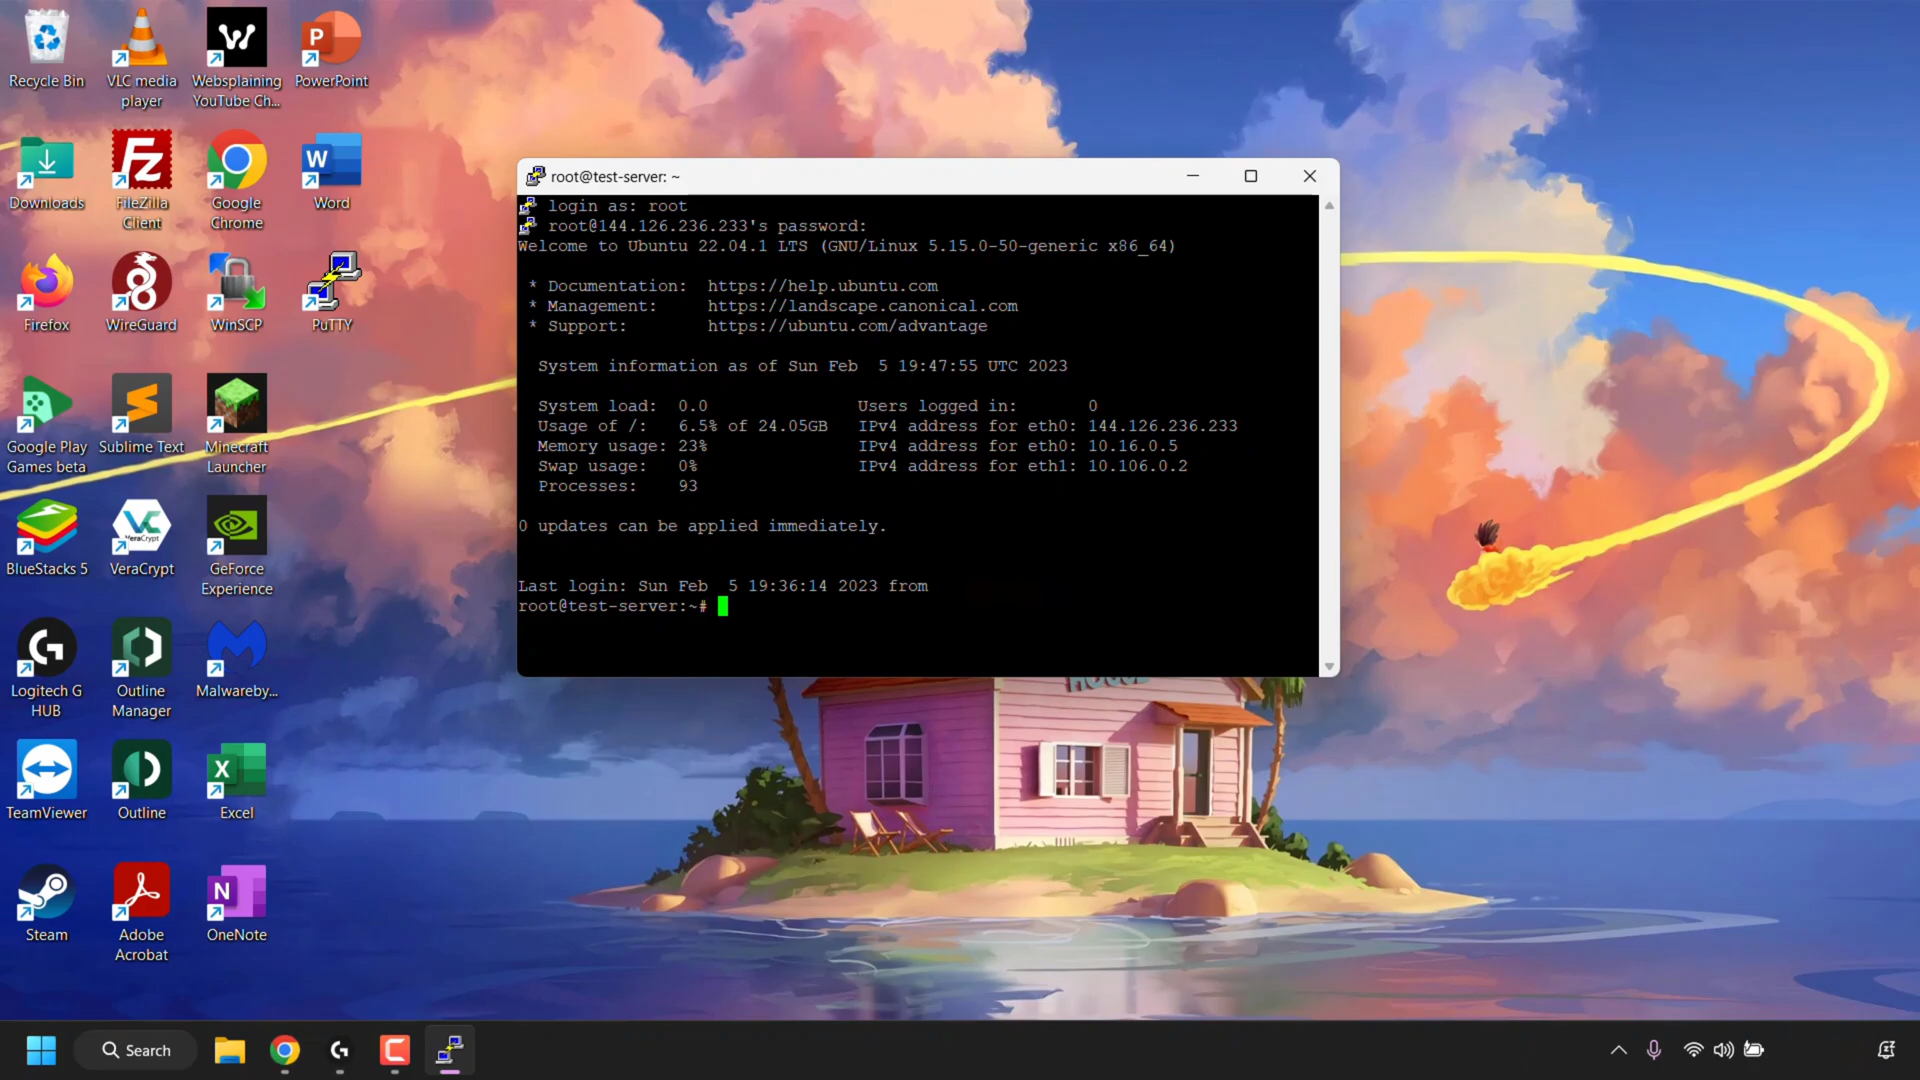 Recycle Bin
VLC media
player
Websplaining
YouTube Ch...
PowerPoint
Downloads
FileZilla
Client
Google
Chrome
Word
Firefox
WireGuard
WinSCP
PuTTY
Google Play
Games beta
Sublime Text
Minecraft
Launcher
BlueStacks 5
VeraCrypt
GeForce
Experience
Logitech G
HUB
Outline
Manager
Malwareby...
TeamViewer
Outline
Excel
Steam
Adobe
Acrobat
OneNote
root@test-server: ~
login as: root
root@144.126.236.233's password:
Welcome to Ubuntu 22.04.1 LTS (GNU/Linux 5.15.0-50-generic x86_64)
* Documentation: https://help.ubuntu.com
* Management: https://landscape.canonical.com
* Support: https://ubuntu.com/advantage
System information as of Sun Feb 5 19:47:55 UTC 2023
System load: 0.0 Users logged in: 0
Usage of /: 6.5% of 24.05GB IPv4 address for eth0: 144.126.236.233
Memory usage: 23% IPv4 address for eth0: 10.16.0.5
Swap usage: 0% IPv4 address for eth1: 10.106.0.2
Processes: 93
0 updates can be applied immediately.
Last login: Sun Feb 5 19:36:14 2023 from
root@test-server:~#
Search